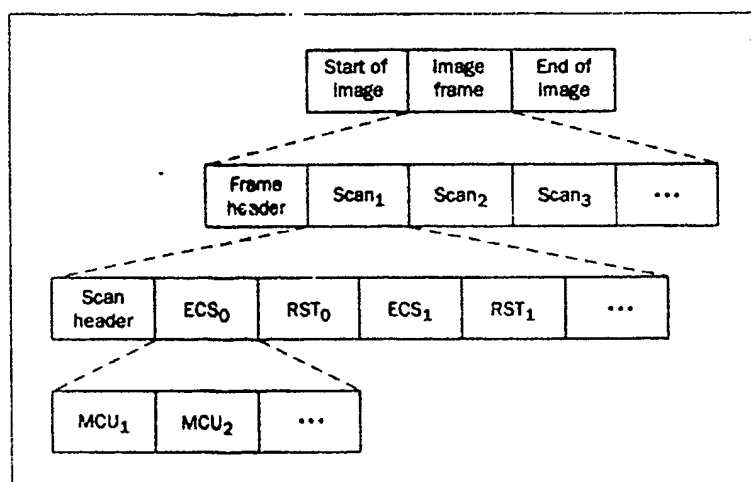 Start of
image
Image
frame
End of
image
Frame
header
Scan1
Scan2
Scan3
...
Scan
header
ECS0
RST0
ECS1
RST1
...
MCU1
MCU2
...